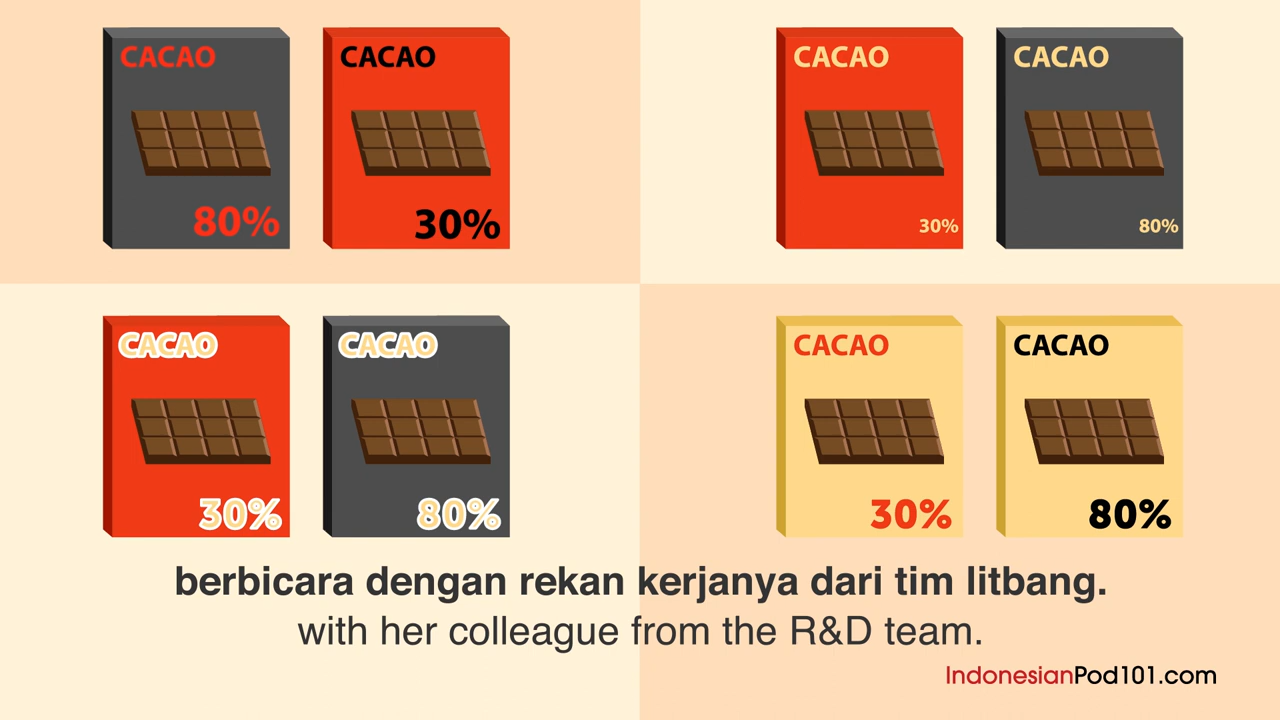 CACAO
CACAO
80%
30%
CACAO
CACAO
30%
80%
CACAO
CACAO
30%
80%
CACAO
CACAO
30%
80%
berbicara dengan rekan kerjanya dari tim litbang.
with her colleague from the R&D team.
IndonesianPod101.com